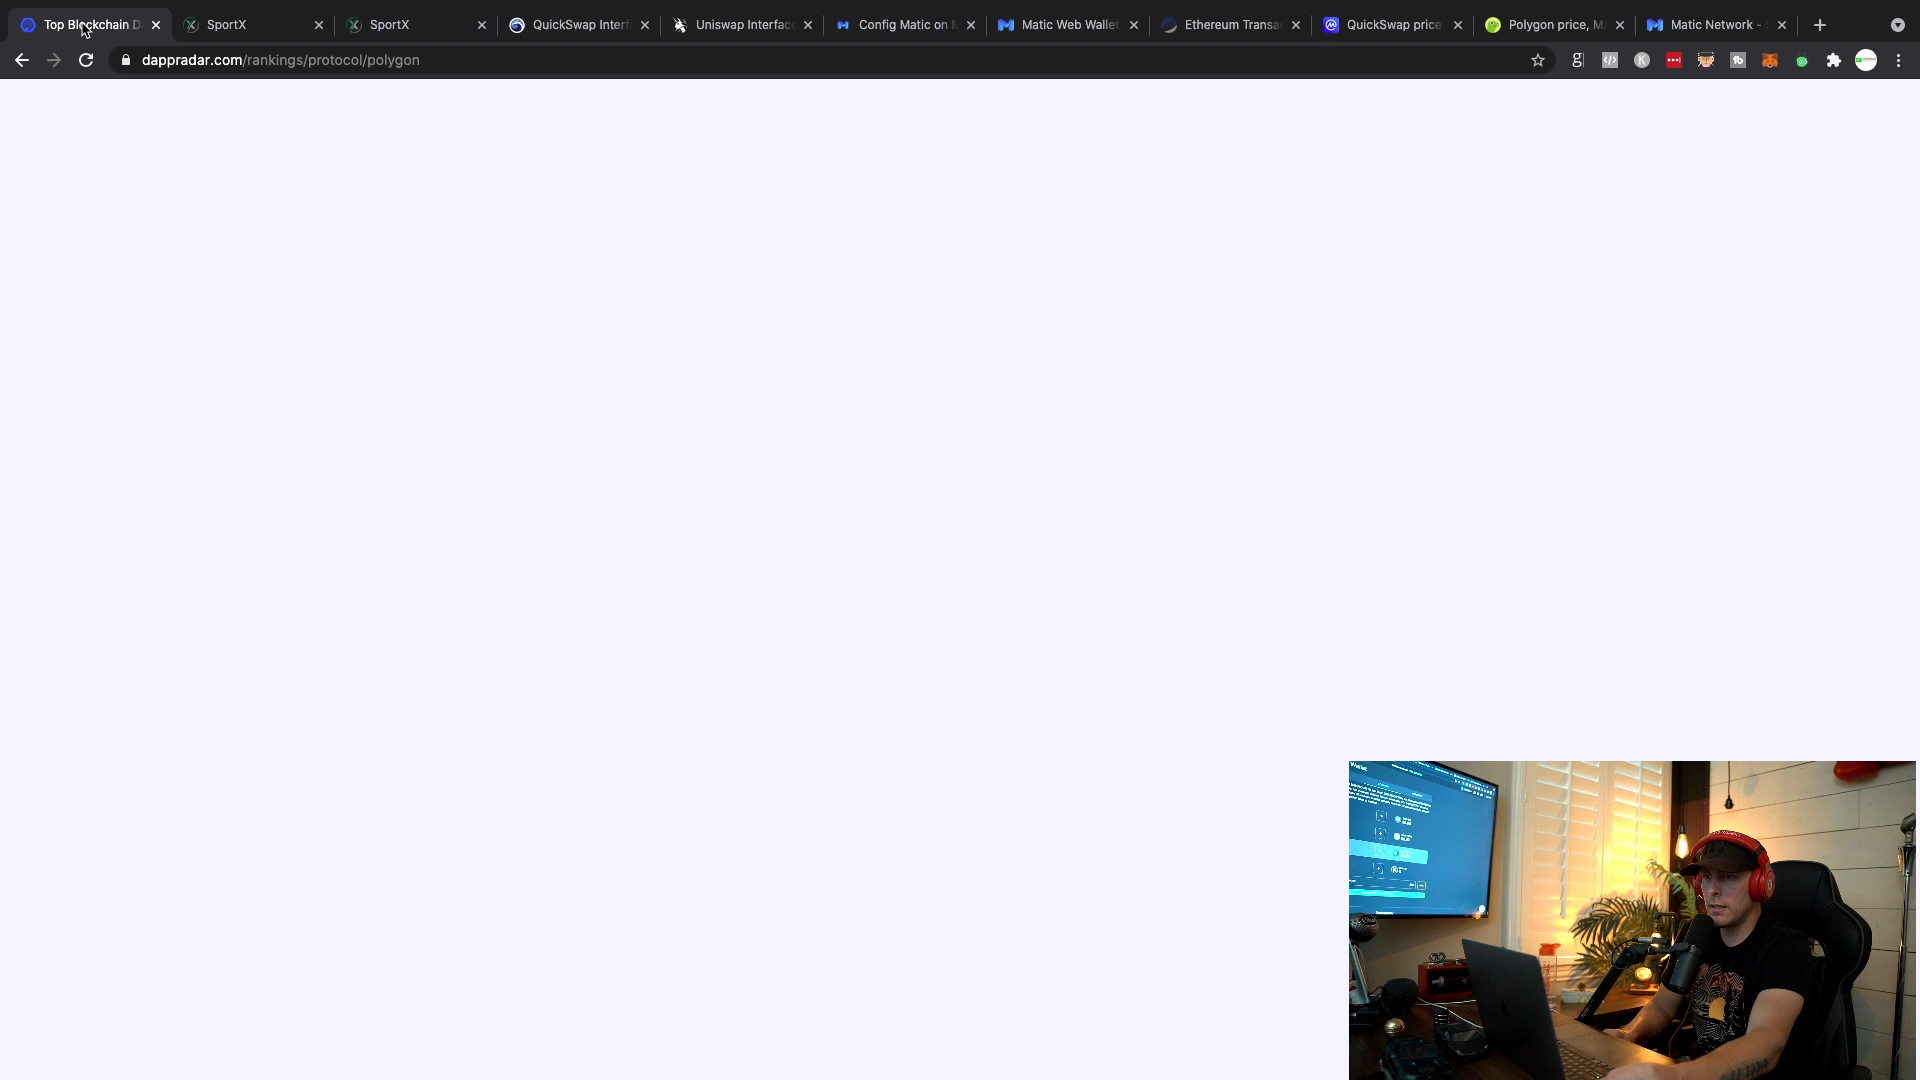 Top Blockchain D
SportX
SportX
QuickSwap Interf
Uniswap Interface
Config Matic on M
Matic Web Wallet
Ethereum Transa
QuickSwap price
Polygon price, M
Matic Network - S
dappradar.com/rankings/protocol/polygon